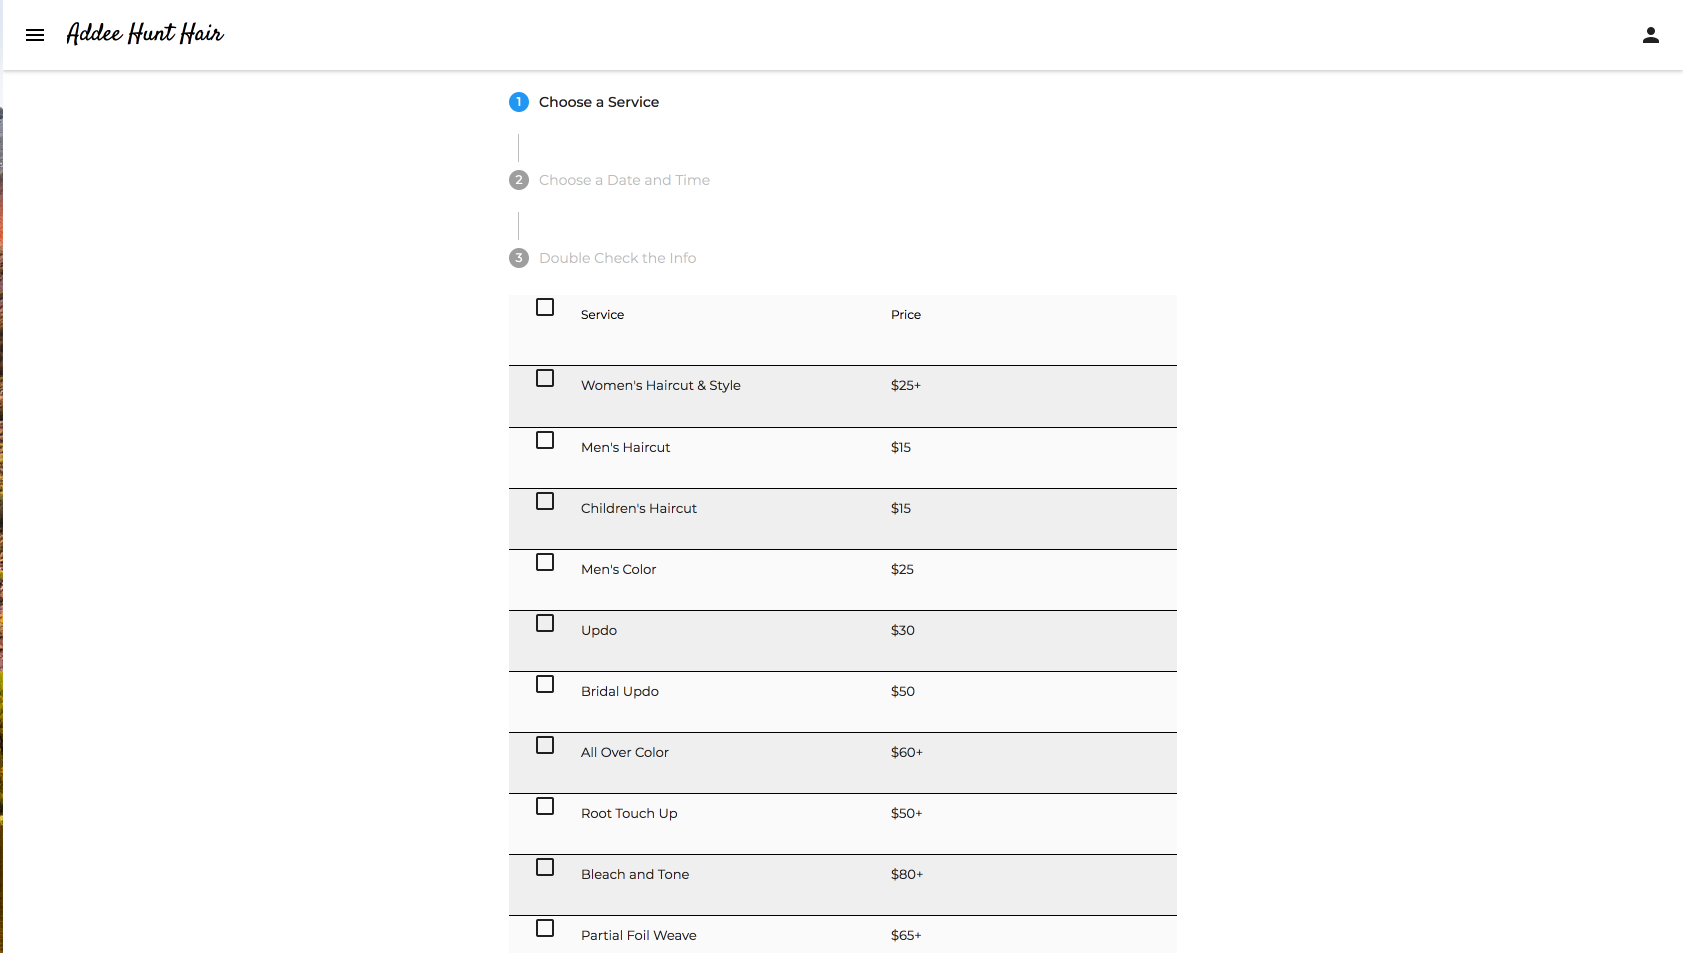 Addee Hunt Hair
1 Choose a Service
2 Choose a Date and Time
3 Double Check the Info
Service Price
Women's Haircut & Style $25+
Men's Haircut $15
Children's Haircut $15
Men's Color $25
Updo $30
Bridal Updo $50
All Over Color $60+
Root Touch Up $50+
Bleach and Tone $80+
Partial Foil Weave $65+